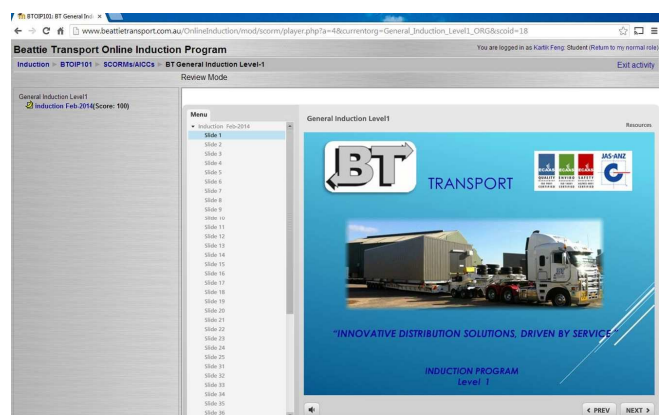 BTOIP101: BT General Ind
www.beattietransport.com.au/OnlineInduction/mod/scorm/player.php?a=4&currentorg=General_Induction_Level1_ORG&scoid=18
Beattie Transport Online Induction Program
You are logged in as Kartik Feng: Student (Return to my normal role)
Induction ► BTOIP101 ► SCORMs/AICCs ► BT General Induction Level-1
Exit activity
Review Mode
General Induction Level1
Induction Feb-2014(Score: 100)
Menu
Induction Feb-2014
Slide 1
Slide 2
Slide 3
Slide 4
Slide 5
Slide 6
Slide 7
Slide 8
Slide 9
Slide 10
Slide 11
Slide 12
Slide 13
Slide 14
Slide 15
Slide 16
Slide 17
Slide 18
Slide 19
Slide 20
Slide 21
Slide 22
Slide 23
Slide 24
Slide 25
Slide 31
Slide 32
Slide 33
Slide 34
Slide 35
Slide 36
General Induction Level1
Resources
BT
TRANSPORT
JAS-ANZ
QUALITY ENVIRO SAFETY
CERTIFIED CERTIFIED CERTIFIED
"INNOVATIVE DISTRIBUTION SOLUTIONS, DRIVEN BY SERVICE"
INDUCTION PROGRAM
Level 1
PREV
NEXT